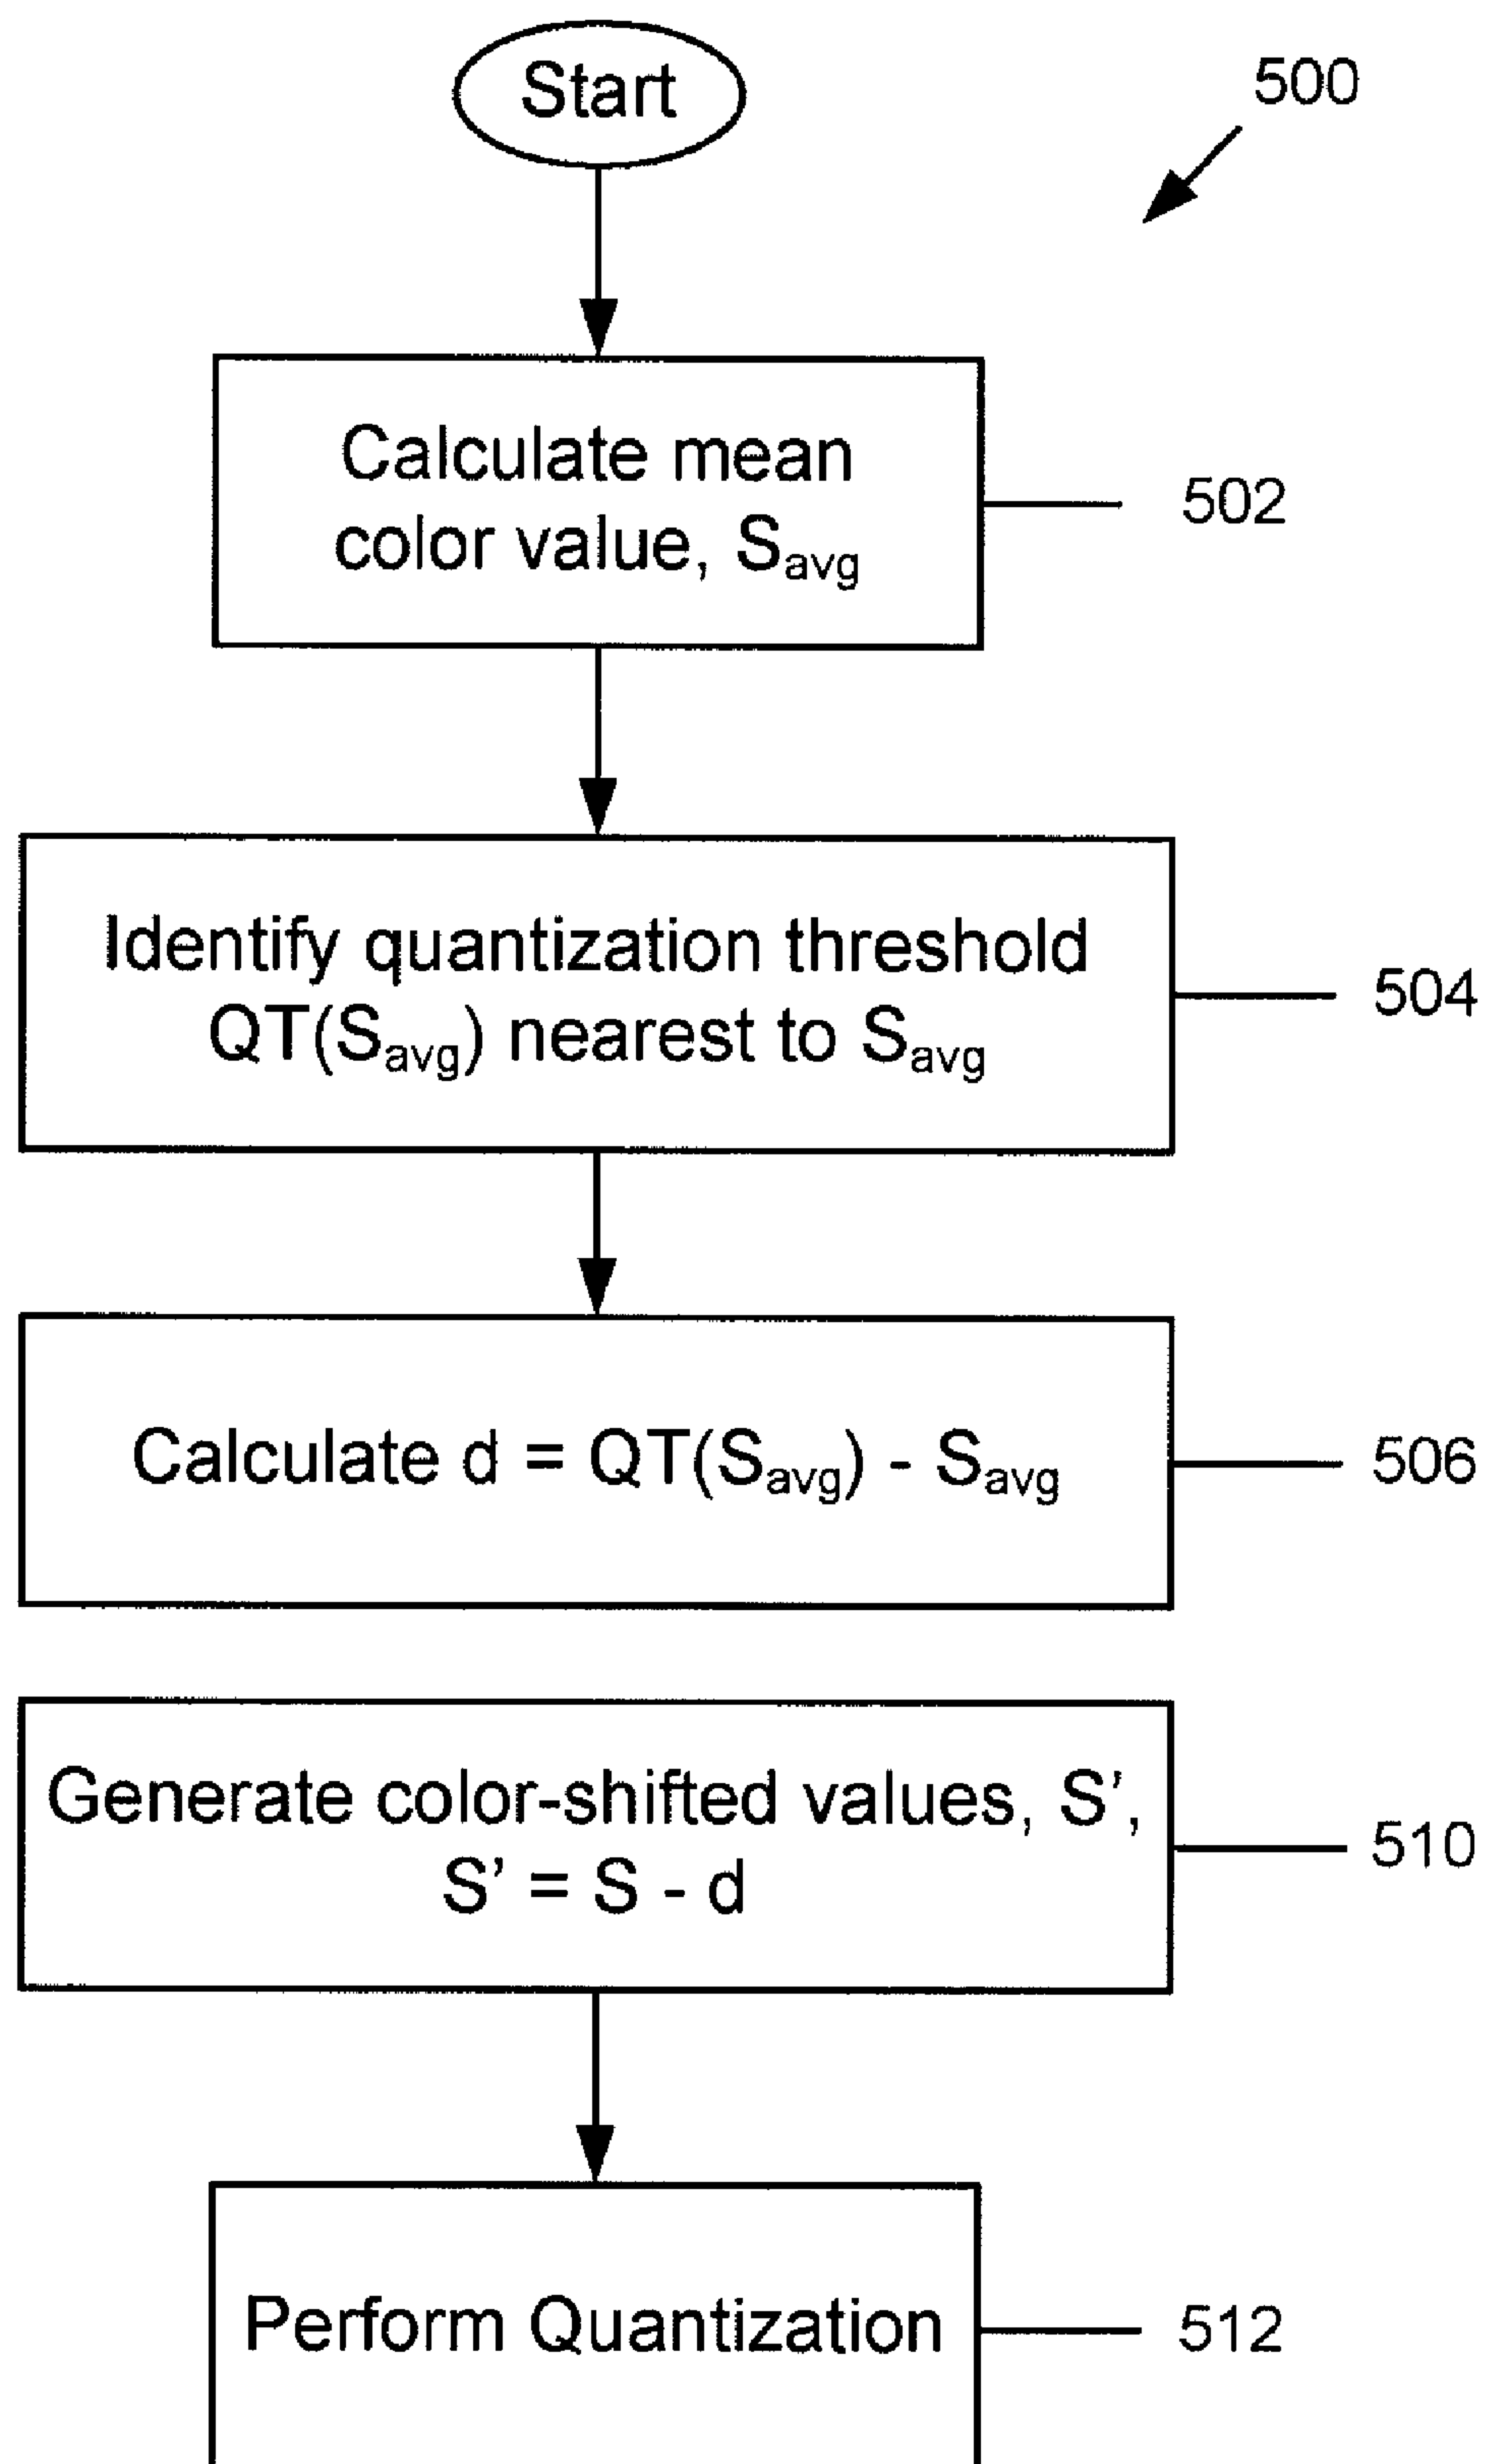 Start
500
Calculate mean
color value, Savg
502
Identify quantization threshold
QT(Savg) nearest to Savg
504
Calculate d = QT(Savg) - Savg
506
Generate color-shifted values, S’,
S’ = S - d
510
Perform Quantization
512